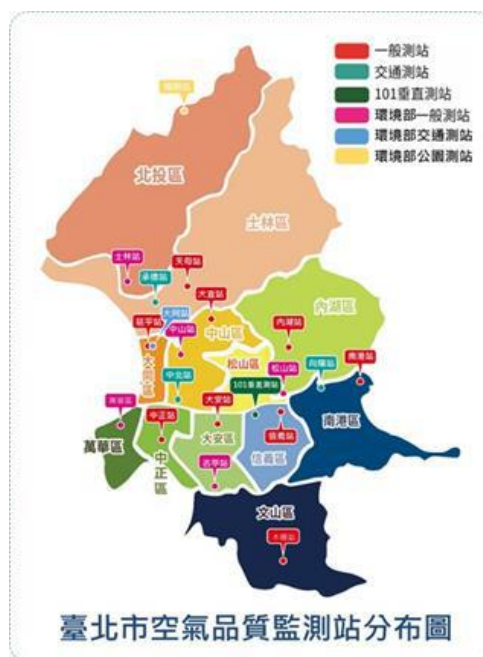 一般測站
交通測站
101垂直測站
環境部一般測站
環境部交通測站
環境部公園測站
陽明站
北投區
士林區
士林站
天母站
承德站
大直站
內湖區
延平站
大同站
中山區
中山站
內湖站
大同區
松山區
松山站
向陽站
南港站
中北站
101垂直測站
萬華站
中正站
大安站
南港區
萬華區
大安區
信義站
信義區
中正區
古亭站
文山區
木柵站
臺北市空氣品質監測站分布圖